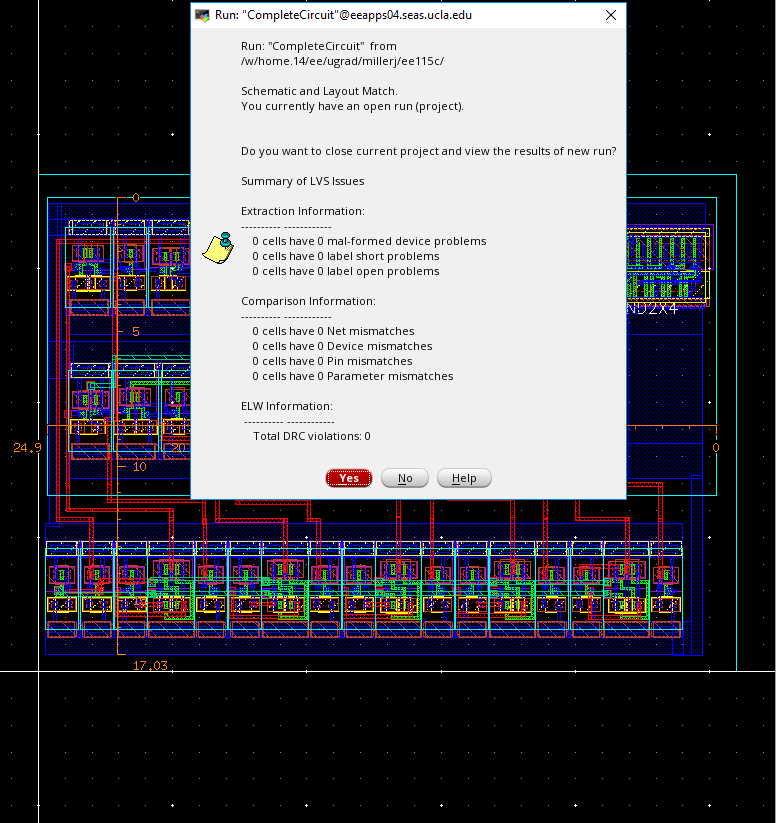 Run: "CompleteCircuit"@eeapps04.seas.ucla.edu
Run: "CompleteCircuit" from
/w/home.14/ee/ugrad/millerj/ee115c/
Schematic and Layout Match.
You currently have an open run (project).
Do you want to close current project and view the results of new run?
Summary of LVS Issues
Extraction Information:
---------- ------------
0 cells have 0 mal-formed device problems
0 cells have 0 label short problems
0 cells have 0 label open problems
Comparison Information:
---------- ------------
0 cells have 0 Net mismatches
0 cells have 0 Device mismatches
0 cells have 0 Pin mismatches
0 cells have 0 Parameter mismatches
ELW Information:
---------- ------------
Total DRC violations: 0
Yes No Help
0
ND2X4
5
24.9 20 0
10
17.03